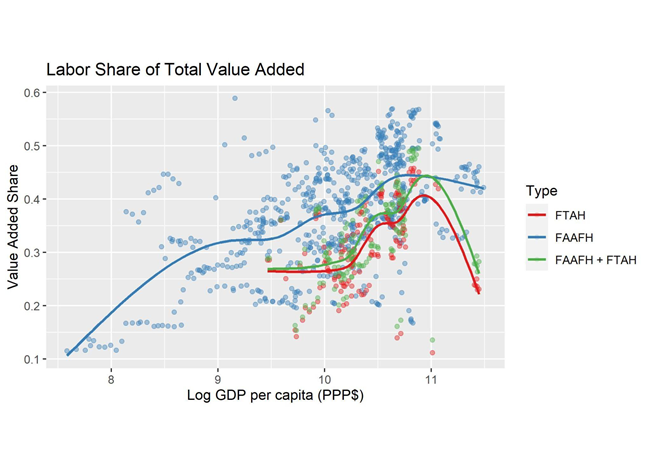 Labor Share of Total Value Added
0.6
0.5
0.4
0.3
0.2
0.1
Value Added Share
8
9
10
11
Log GDP per capita (PPP$)
Type
FTAH
FAAFH
FAAFH + FTAH